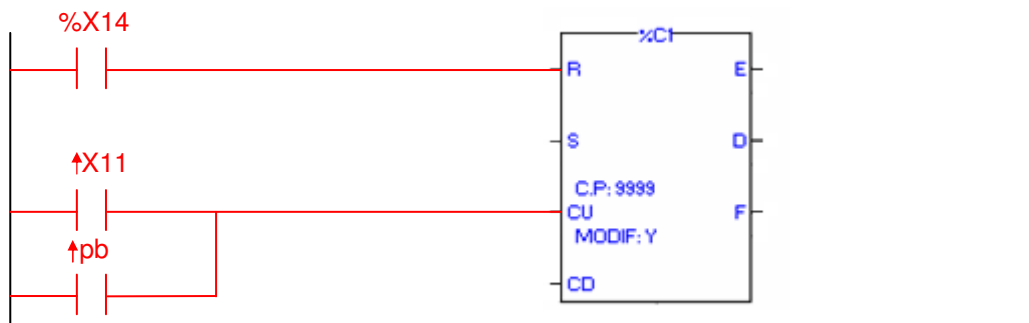 %X14
%C1
R E
S D
↑X11
C.P: 9999
CU F
MODIF: Y
↑pb
CD